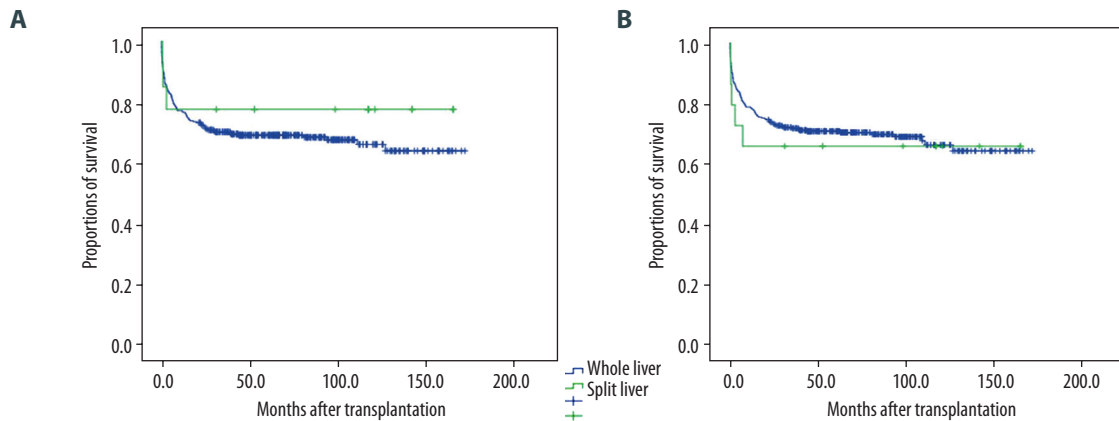 A
Proportions of survival
1.0
0.8
0.6
0.4
0.2
0.0
0.0 50.0 100.0 150.0 200.0
Months after transplantation
Whole liver
Split liver
B
Proportions of survival
1.0
0.8
0.6
0.4
0.2
0.0
0.0 50.0 100.0 150.0 200.0
Months after transplantation